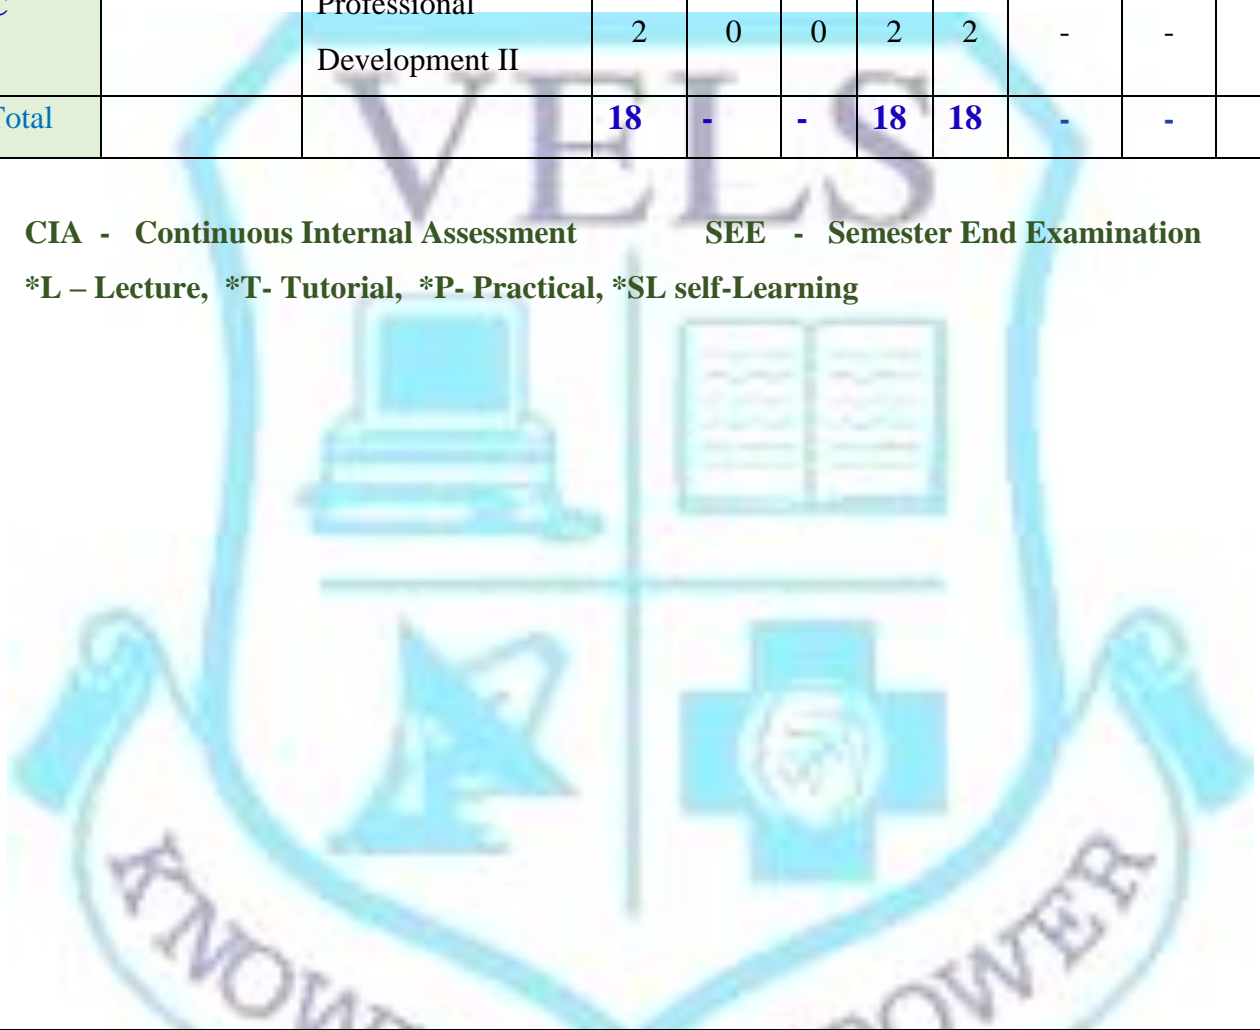 Professional
2 0 0 2 2 - -
Development II
Total 18 - - 18 18 - -
VELS
CIA - Continuous Internal Assessment SEE - Semester End Examination
*L – Lecture, *T- Tutorial, *P- Practical, *SL self-Learning
POWER